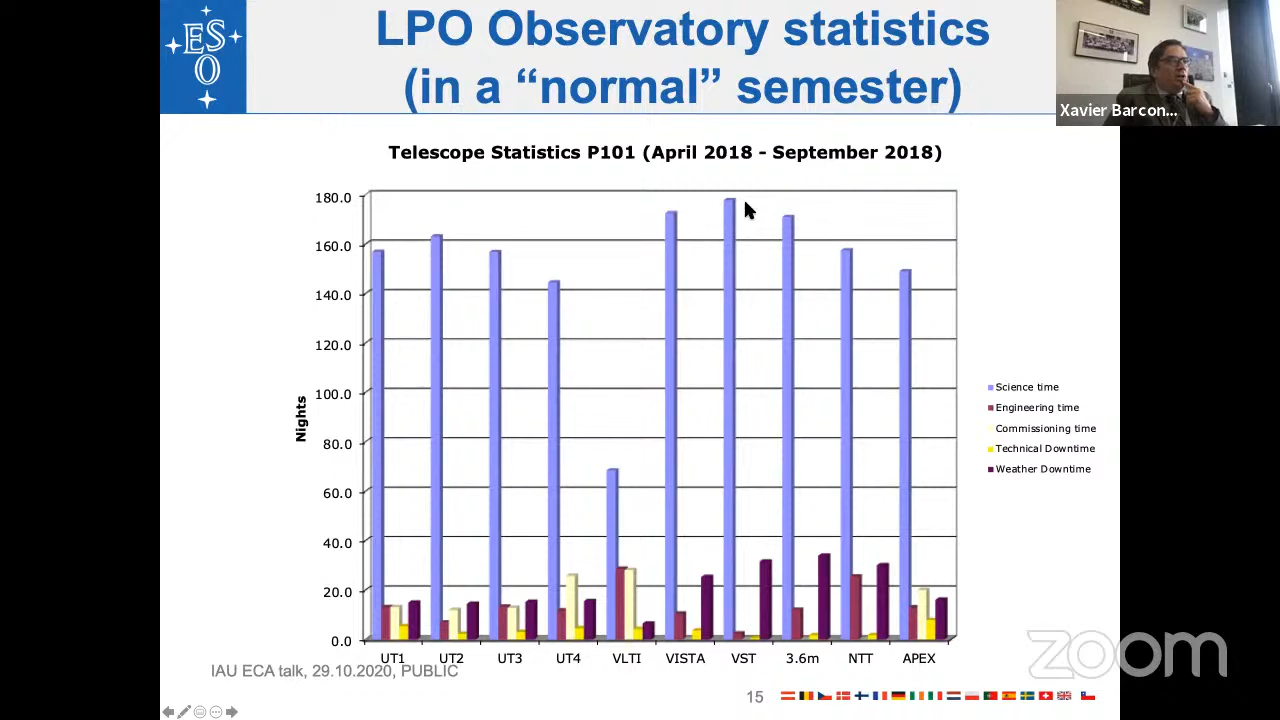 ES
O
LPO Observatory statistics
(in a “normal” semester)
Xavier Barcon...
Telescope Statistics P101 (April 2018 - September 2018)
180.0
160.0
140.0
120.0
100.0
80.0
60.0
40.0
20.0
0.0
Nights
UT1 UT2 UT3 UT4 VLTI VISTA VST 3.6m NTT APEX
Science time
Engineering time
Commissioning time
Technical Downtime
Weather Downtime
IAU ECA talk, 29.10.2020, PUBLIC
15
zoom